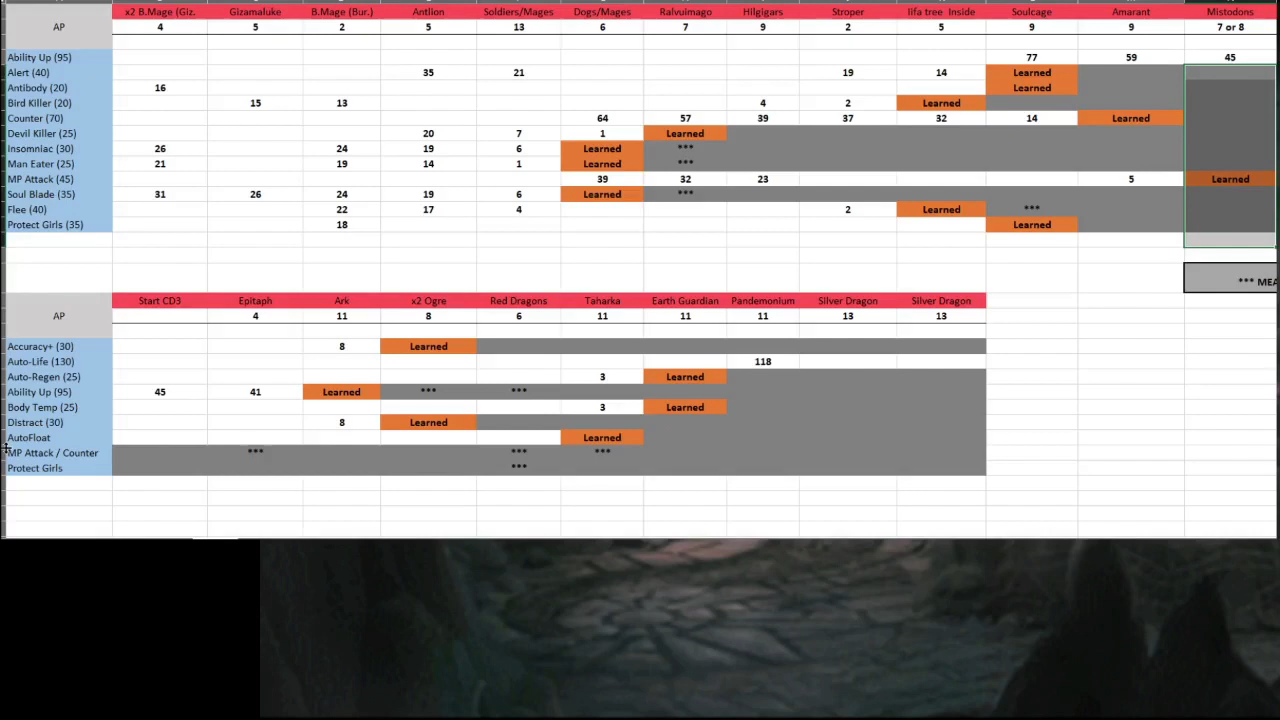 x2 B.Mage (Giz. Gizamaluke B.Mage (Bur.) Antlion Soldiers/Mages Dogs/Mages Ralvuimago Hilgigars Stroper Iifa tree Inside Soulcage Amarant Mistodons
AP 4 5 2 5 13 6 7 9 2 5 9 9 7 or 8
Ability Up (95) 77 59 45
Alert (40) 35 21 19 14 Learned
Antibody (20) 16 Learned
Bird Killer (20) 15 13 4 2 Learned
Counter (70) 64 57 39 37 32 14 Learned
Devil Killer (25) 20 7 1 Learned
Insomniac (30) 26 24 19 6 Learned ***
Man Eater (25) 21 19 14 1 Learned ***
MP Attack (45) 39 32 23 5 Learned
Soul Blade (35) 31 26 24 19 6 Learned ***
Flee (40) 22 17 4 2 Learned ***
Protect Girls (35) 18 Learned
*** MEA
Start CD3 Epitaph Ark x2 Ogre Red Dragons Taharka Earth Guardian Pandemonium Silver Dragon Silver Dragon
AP 4 11 8 6 11 11 11 13 13
Accuracy+ (30) 8 Learned
Auto-Life (130) 118
Auto-Regen (25) 3 Learned
Ability Up (95) 45 41 Learned *** ***
Body Temp (25) 3 Learned
Distract (30) 8 Learned
AutoFloat Learned
MP Attack / Counter *** *** ***
Protect Girls ***